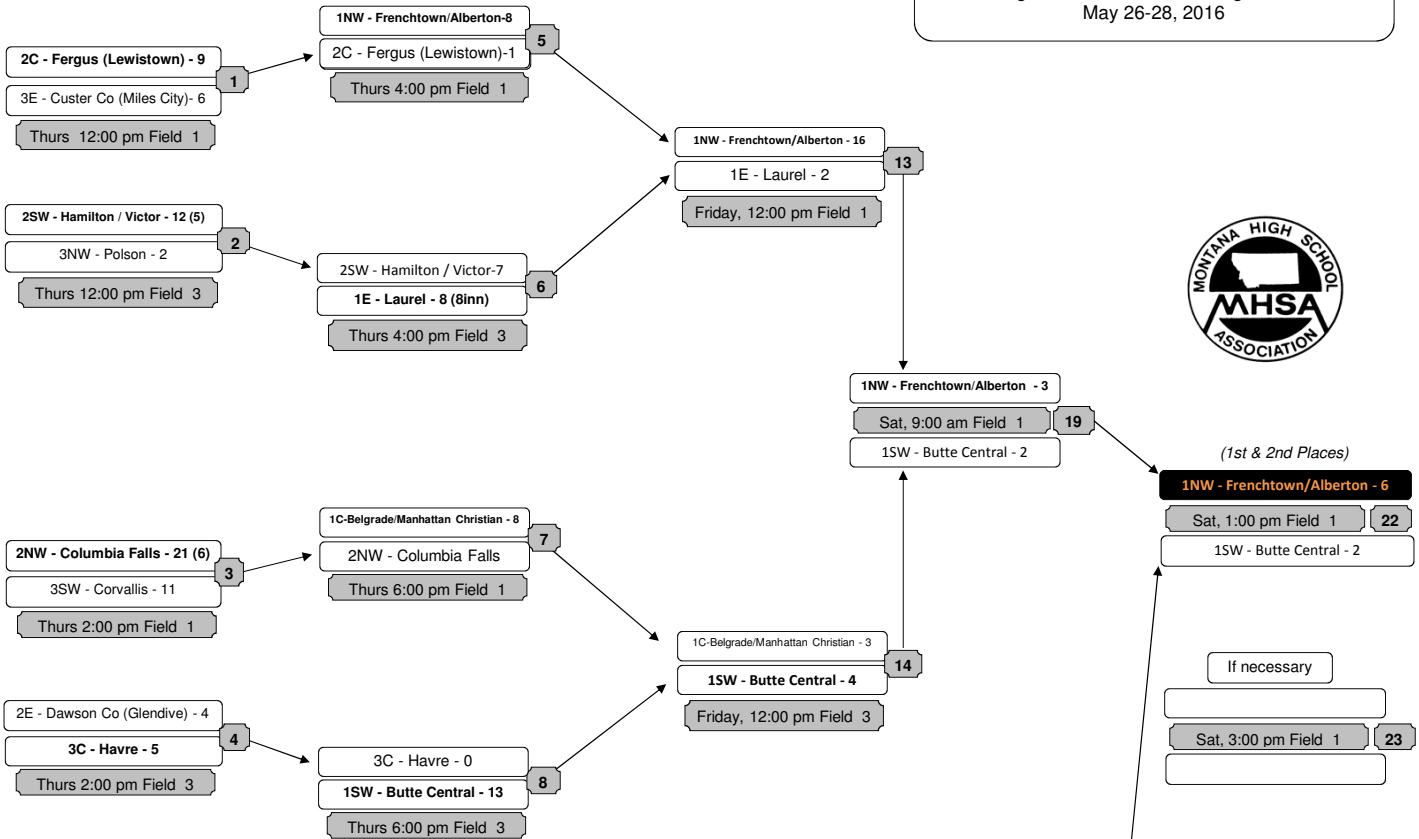 May 26-28, 2016
1NW - Frenchtown/Alberton-8
2C - Fergus (Lewistown)-1
5
Thurs 4:00 pm Field 1
2C - Fergus (Lewistown) - 9
3E - Custer Co (Miles City)- 6
1
Thurs 12:00 pm Field 1
1NW - Frenchtown/Alberton - 16
1E - Laurel - 2
13
Friday, 12:00 pm Field 1
2SW - Hamilton / Victor - 12 (5)
3NW - Polson - 2
2
Thurs 12:00 pm Field 3
2SW - Hamilton / Victor-7
1E - Laurel - 8 (8inn)
6
Thurs 4:00 pm Field 3
MONTANA HIGH SCHOOL
MHSA
ASSOCIATION
1NW - Frenchtown/Alberton - 3
Sat, 9:00 am Field 1
19
1SW - Butte Central - 2
(1st & 2nd Places)
1NW - Frenchtown/Alberton - 6
Sat, 1:00 pm Field 1
22
1SW - Butte Central - 2
1C-Belgrade/Manhattan Christian - 8
2NW - Columbia Falls
7
Thurs 6:00 pm Field 1
2NW - Columbia Falls - 21 (6)
3SW - Corvallis - 11
3
Thurs 2:00 pm Field 1
1C-Belgrade/Manhattan Christian - 3
1SW - Butte Central - 4
14
Friday, 12:00 pm Field 3
If necessary
Sat, 3:00 pm Field 1
23
2E - Dawson Co (Glendive) - 4
3C - Havre - 5
4
Thurs 2:00 pm Field 3
3C - Havre - 0
1SW - Butte Central - 13
8
Thurs 6:00 pm Field 3